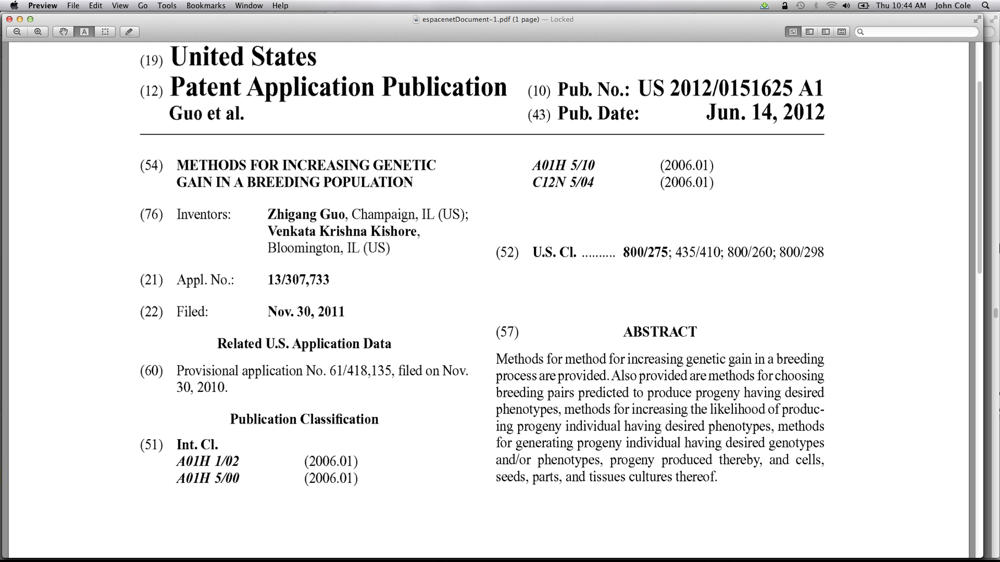 Preview File Edit View Go Tools Bookmarks Window Help Thu 10:44 AM John Cole
espacenetDocument-1.pdf (1 page) — Locked
(19) United States
(12) Patent Application Publication
Guo et al.
(10) Pub. No.: US 2012/0151625 A1
(43) Pub. Date: Jun. 14, 2012
(54) METHODS FOR INCREASING GENETIC
GAIN IN A BREEDING POPULATION
(76) Inventors: Zhigang Guo, Champaign, IL (US);
Venkata Krishna Kishore,
Bloomington, IL (US)
(21) Appl. No.: 13/307,733
(22) Filed: Nov. 30, 2011
Related U.S. Application Data
(60) Provisional application No. 61/418,135, filed on Nov.
30, 2010.
Publication Classification
(51) Int. Cl.
A01H 1/02 (2006.01)
A01H 5/00 (2006.01)
A01H 5/10 (2006.01)
C12N 5/04 (2006.01)
(52) U.S. Cl. .......... 800/275; 435/410; 800/260; 800/298
(57) ABSTRACT
Methods for method for increasing genetic gain in a breeding
process are provided. Also provided are methods for choosing
breeding pairs predicted to produce progeny having desired
phenotypes, methods for increasing the likelihood of produc-
ing progeny individual having desired phenotypes, methods
for generating progeny individual having desired genotypes
and/or phenotypes, progeny produced thereby, and cells,
seeds, parts, and tissues cultures thereof.